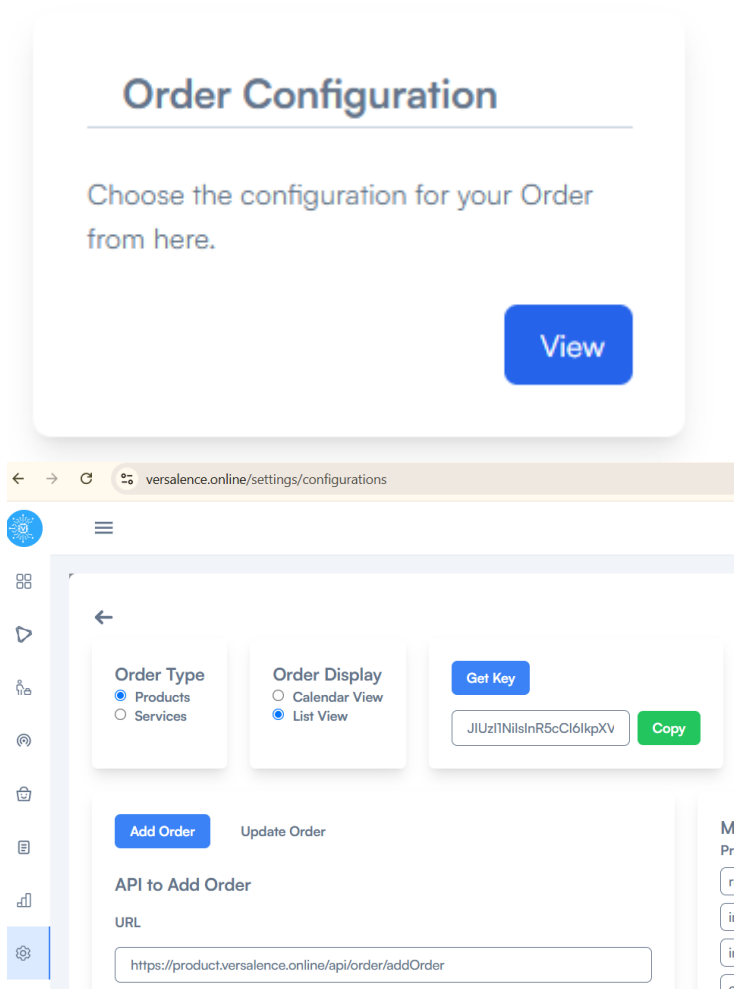 Order Configuration
Choose the configuration for your Order
from here.
View
versalence.online/settings/configurations
Order Type
Products
Services
Order Display
Calendar View
List View
Get Key
Copy
Add Order
Update Order
API to Add Order
URL
https://product.versalence.online/api/order/addOrder